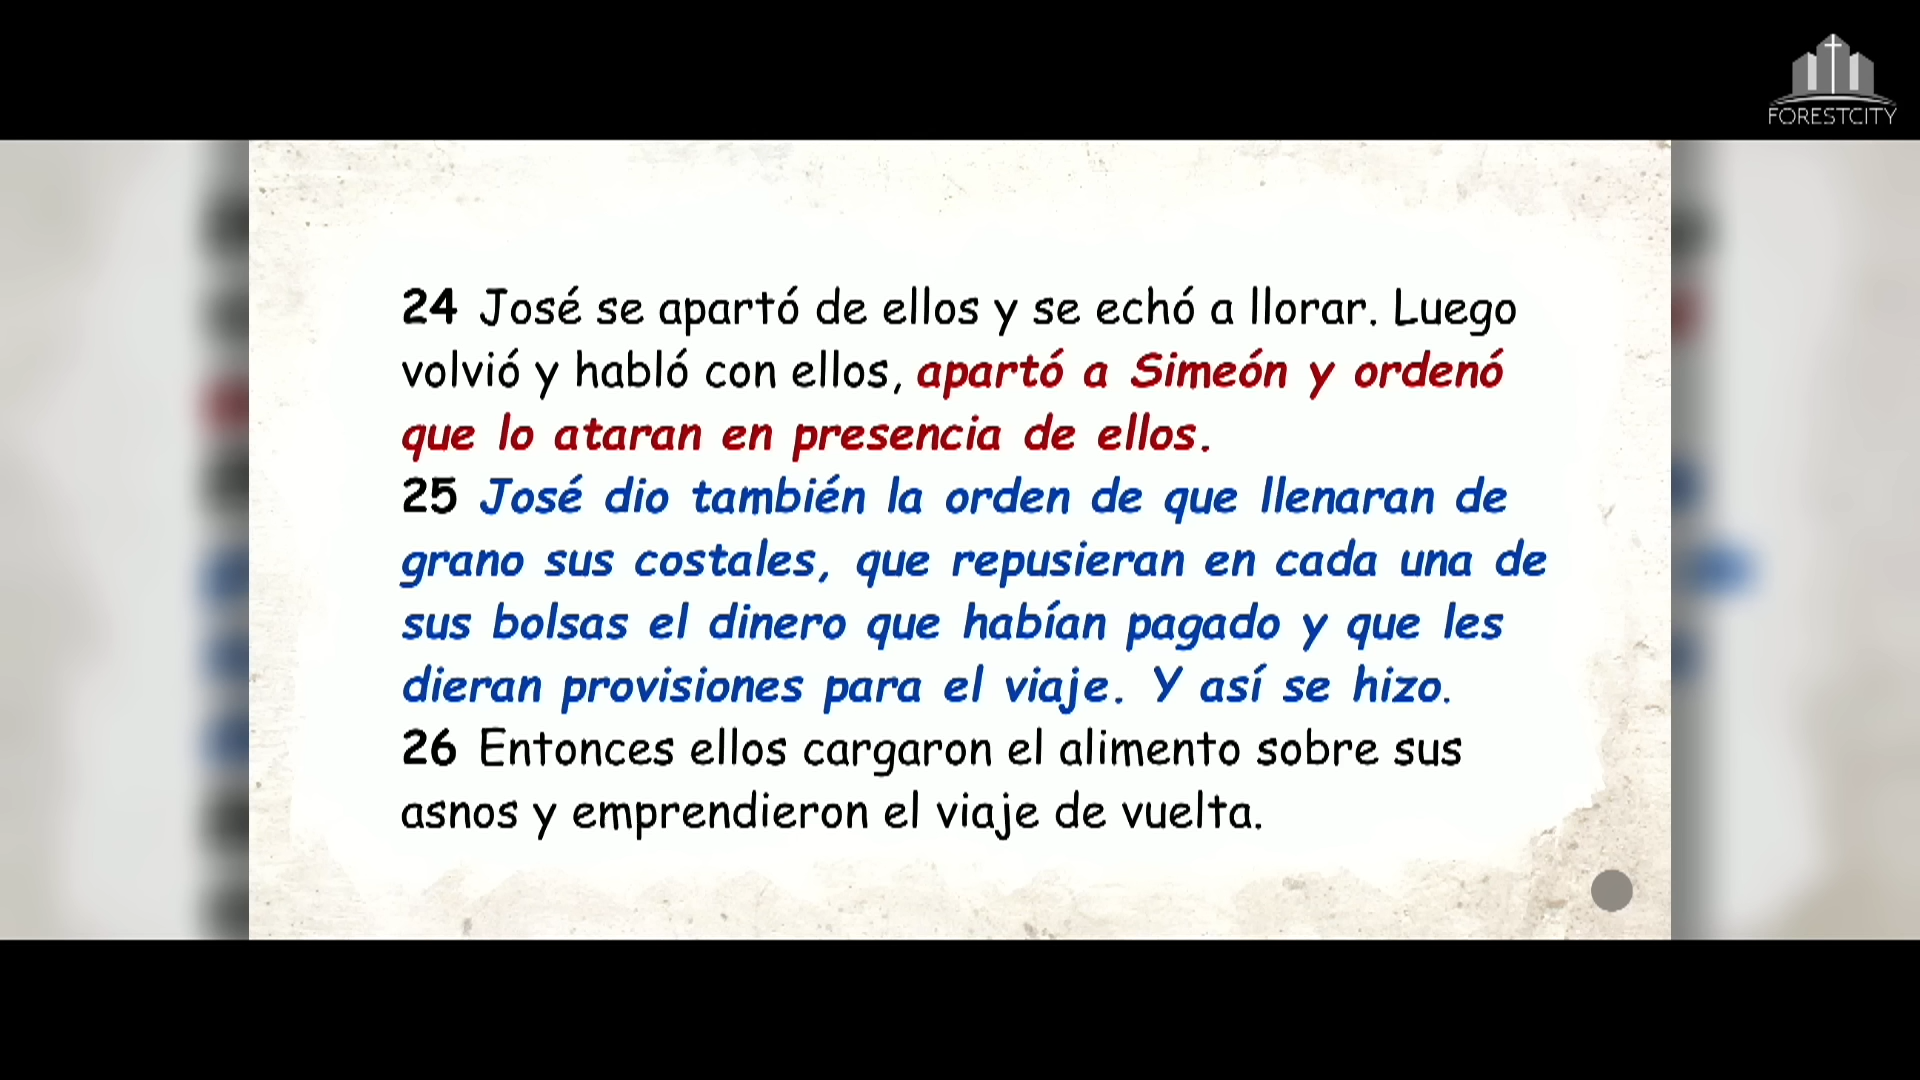 FORESTCITY
24 José se apartó de ellos y se echó a llorar. Luego
volvió y habló con ellos, apartó a Simeón y ordenó
que lo ataran en presencia de ellos.
25 José dio también la orden de que llenaran de
grano sus costales, que repusieran en cada una de
sus bolsas el dinero que habían pagado y que les
dieran provisiones para el viaje. Y así se hizo.
26 Entonces ellos cargaron el alimento sobre sus
asnos y emprendieron el viaje de vuelta.